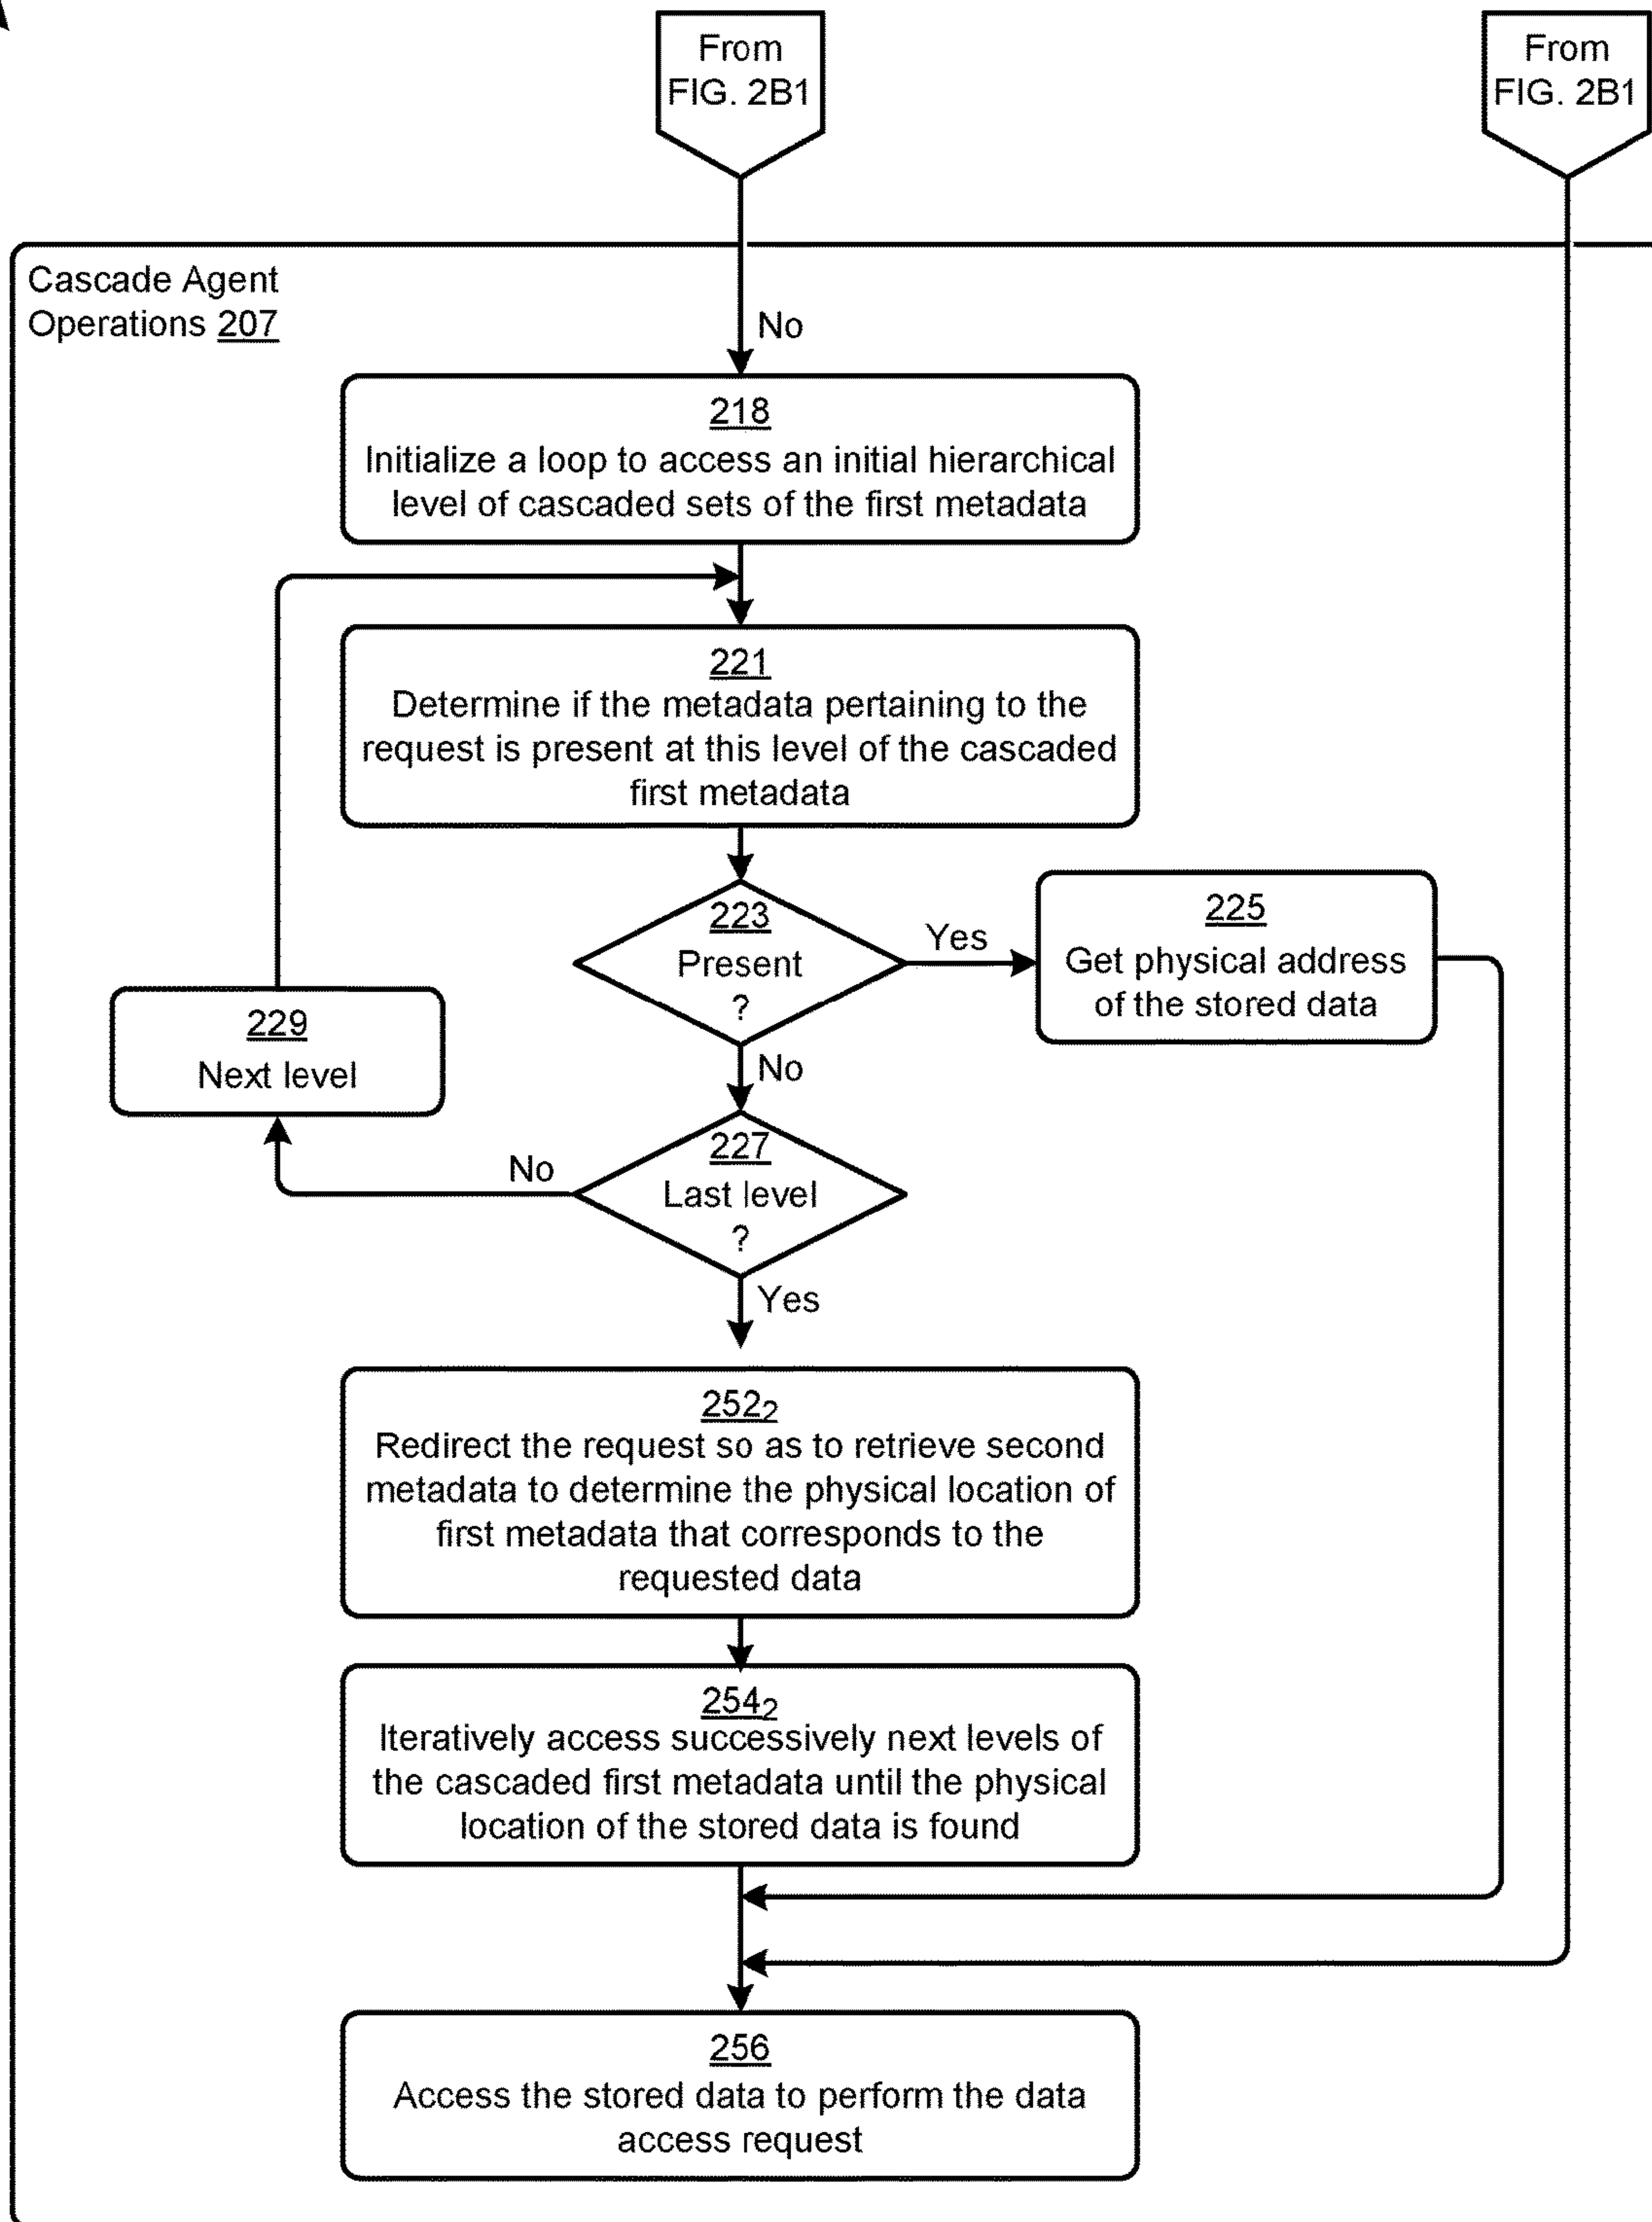 From
FIG. 2B1
From
FIG. 2B1
Cascade Agent
Operations 207
No
218
Initialize a loop to access an initial hierarchical
level of cascaded sets of the first metadata
221
Determine if the metadata pertaining to the
request is present at this level of the cascaded
first metadata
223
Present
?
Yes
225
Get physical address
of the stored data
No
229
Next level
227
Last level
?
No
Yes
252₂
Redirect the request so as to retrieve second
metadata to determine the physical location of
first metadata that corresponds to the
requested data
254₂
Iteratively access successively next levels of
the cascaded first metadata until the physical
location of the stored data is found
256
Access the stored data to perform the data
access request